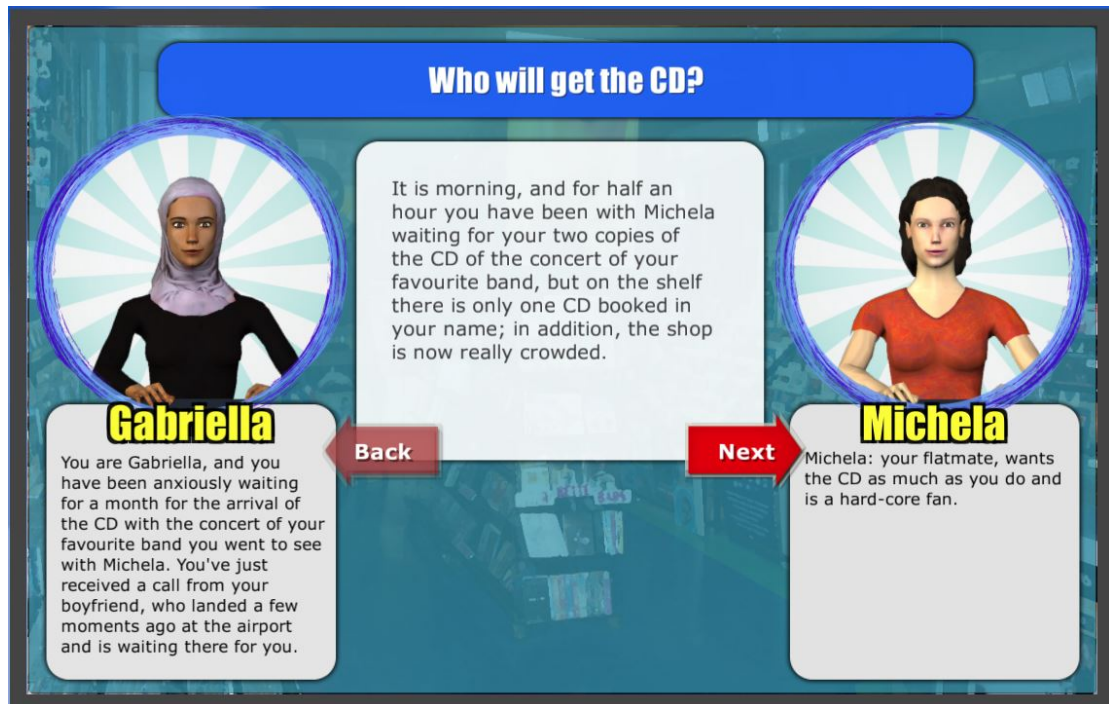 Who will get the CD?
It is morning, and for half an
hour you have been with Michela
waiting for your two copies of
the CD of the concert of your
favourite band, but on the shelf
there is only one CD booked in
your name; in addition, the shop
is now really crowded.
Gabriella
You are Gabriella, and you
have been anxiously waiting
for a month for the arrival of
the CD with the concert of your
favourite band you went to see
with Michela. You've just
received a call from your
boyfriend, who landed a few
moments ago at the airport
and is waiting there for you.
Back
Next
Michela
Michela: your flatmate, wants
the CD as much as you do and
is a hard-core fan.